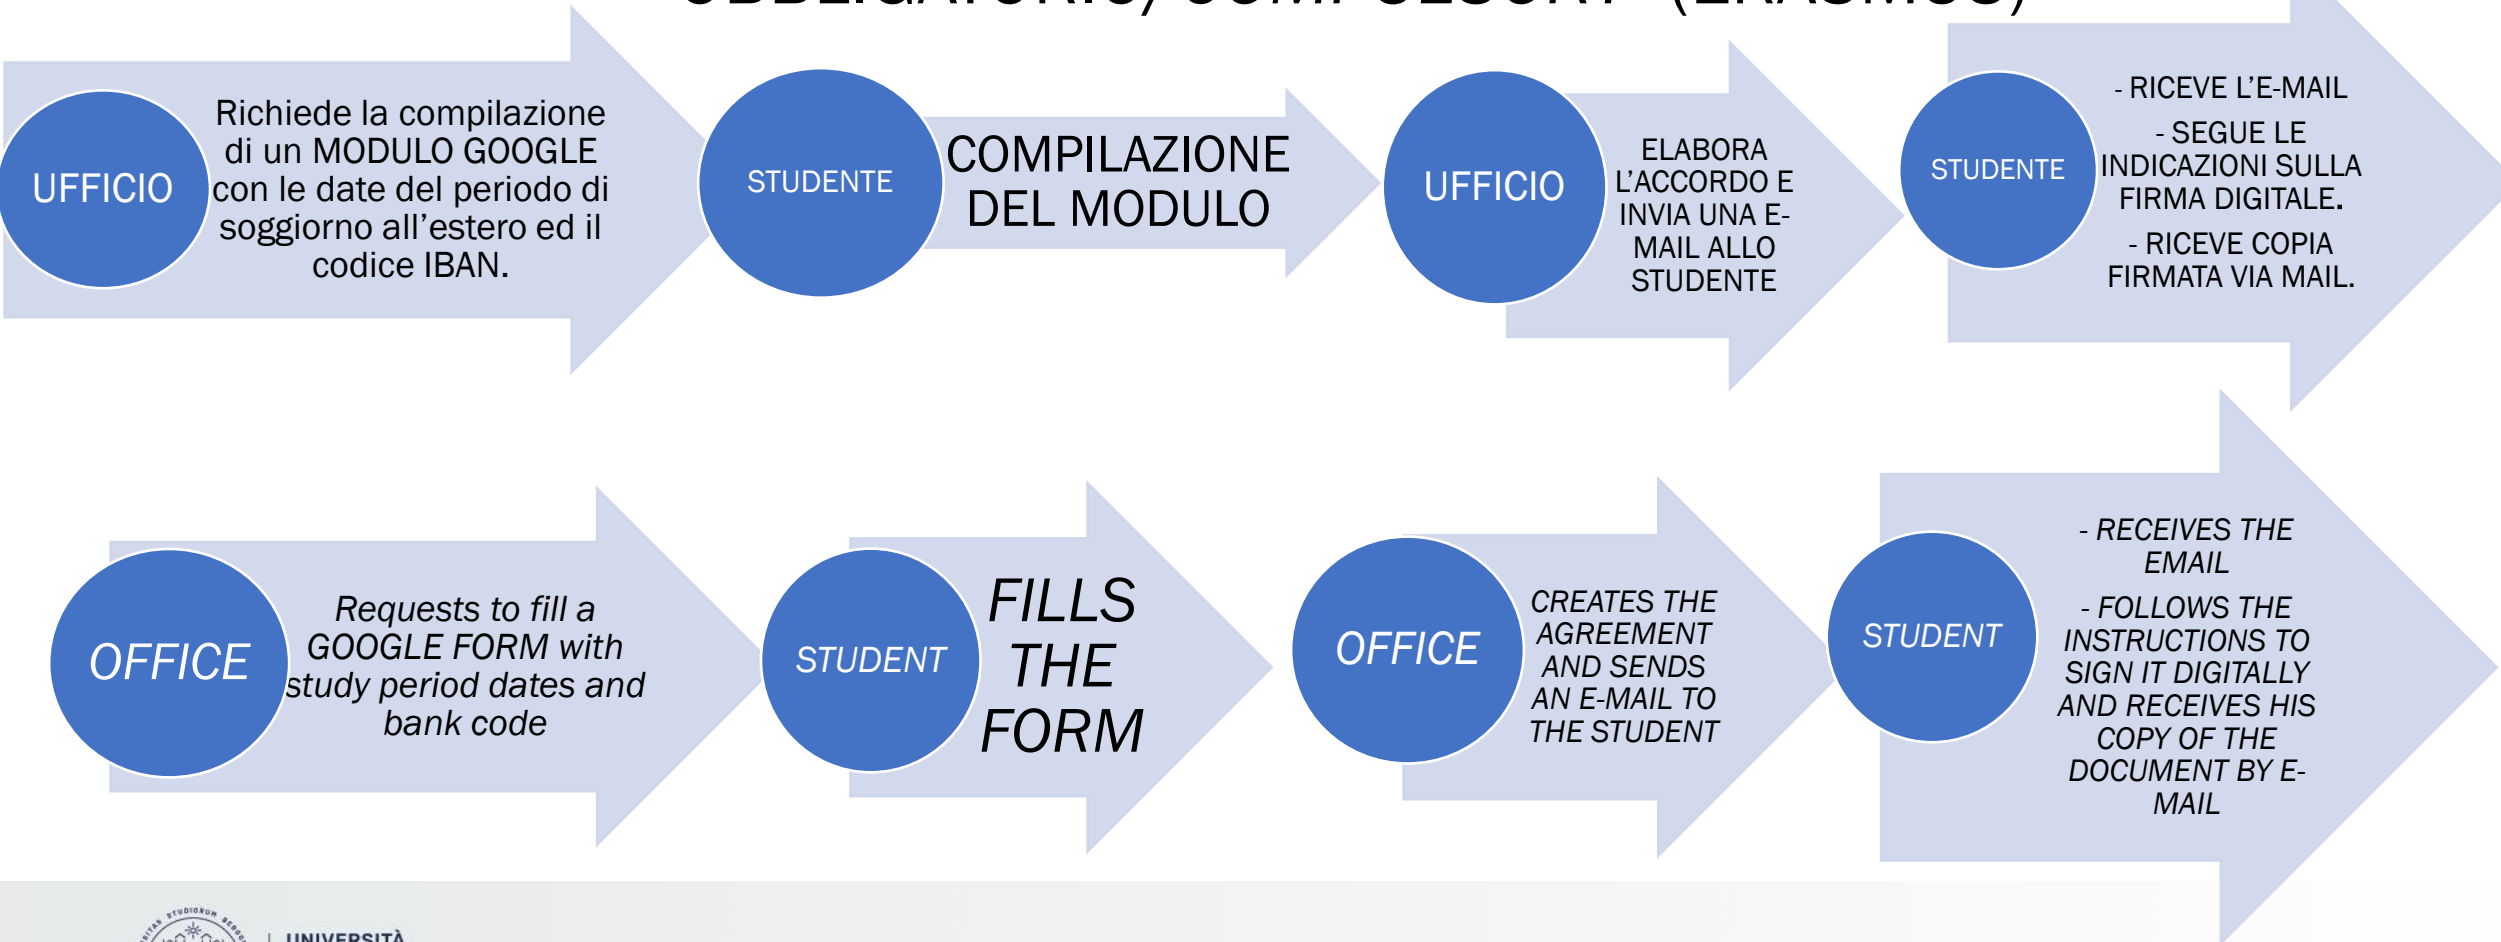 OBBLIGATORIO/COMPULSORY (ERASMUS)
UFFICIO
Richiede la compilazione
di un MODULO GOOGLE
con le date del periodo di
soggiorno all'estero ed il
codice IBAN.
STUDENTE
COMPILAZIONE
DEL MODULO
UFFICIO
ELABORA
L'ACCORDO E
INVIA UNA E-
MAIL ALLO
STUDENTE
STUDENTE
- RICEVE L'E-MAIL
- SEGUE LE
INDICAZIONI SULLA
FIRMA DIGITALE.
- RICEVE COPIA
FIRMATA VIA MAIL.
OFFICE
Requests to fill a
GOOGLE FORM with
study period dates and
bank code
STUDENT
FILLS
THE
FORM
OFFICE
CREATES THE
AGREEMENT
AND SENDS
AN E-MAIL TO
THE STUDENT
STUDENT
- RECEIVES THE
EMAIL
- FOLLOWS THE
INSTRUCTIONS TO
SIGN IT DIGITALLY
AND RECEIVES HIS
COPY OF THE
DOCUMENT BY E-
MAIL
STUDIORUM
UNIVERSITÀ